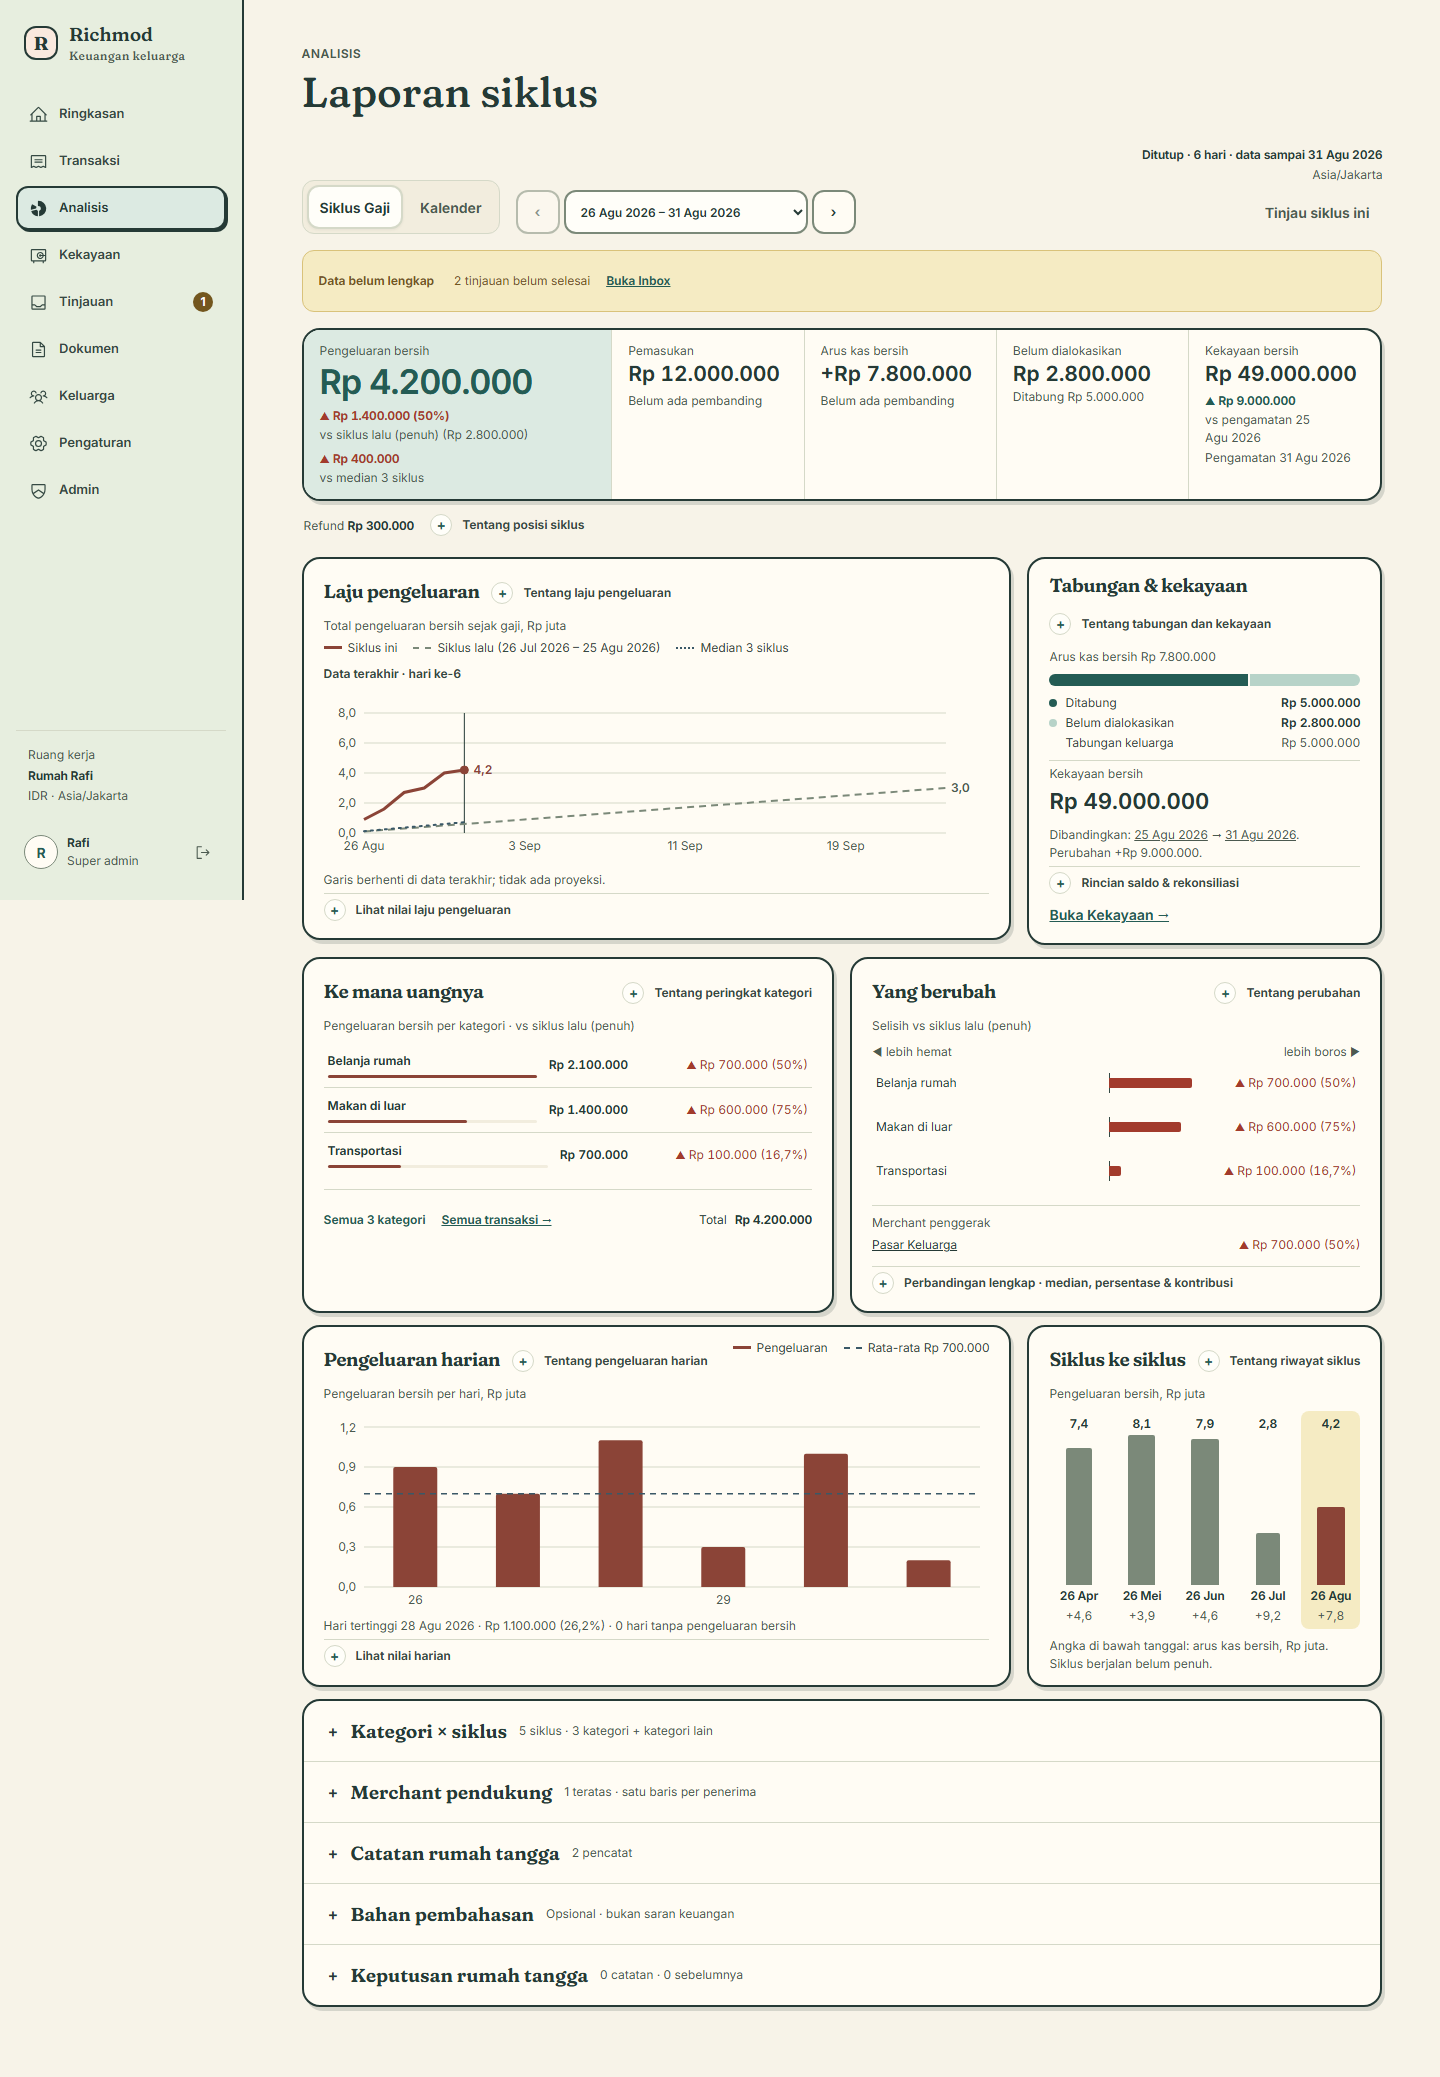 R
Richmod
Keuangan keluarga
Ringkasan
Transaksi
Analisis
Kekayaan
Tinjauan 1
Dokumen
Keluarga
Pengaturan
Admin
Ruang kerja
Rumah Rafi
IDR · Asia/Jakarta
R
Rafi
Super admin
ANALISIS
Laporan siklus
Ditutup · 6 hari · data sampai 31 Agu 2026
Asia/Jakarta
Siklus Gaji Kalender ‹ 26 Agu 2026 – 31 Agu 2026 › Tinjau siklus ini
Data belum lengkap 2 tinjauan belum selesai Buka Inbox
Pengeluaran bersih
Rp 4.200.000
▲ Rp 1.400.000 (50%)
vs siklus lalu (penuh) (Rp 2.800.000)
▲ Rp 400.000
vs median 3 siklus
Pemasukan
Rp 12.000.000
Belum ada pembanding
Arus kas bersih
+Rp 7.800.000
Belum ada pembanding
Belum dialokasikan
Rp 2.800.000
Ditabung Rp 5.000.000
Kekayaan bersih
Rp 49.000.000
▲ Rp 9.000.000
vs pengamatan 25
Agu 2026
Pengamatan 31 Agu 2026
Refund Rp 300.000 + Tentang posisi siklus
Laju pengeluaran + Tentang laju pengeluaran
Total pengeluaran bersih sejak gaji, Rp juta
Siklus ini Siklus lalu (26 Jul 2026 – 25 Agu 2026) Median 3 siklus
Data terakhir · hari ke-6
8,0
6,0
4,0
2,0
0,0
4,2
3,0
26 Agu 3 Sep 11 Sep 19 Sep
Garis berhenti di data terakhir; tidak ada proyeksi.
+ Lihat nilai laju pengeluaran
Tabungan & kekayaan
+ Tentang tabungan dan kekayaan
Arus kas bersih Rp 7.800.000
Ditabung Rp 5.000.000
Belum dialokasikan Rp 2.800.000
Tabungan keluarga Rp 5.000.000
Kekayaan bersih
Rp 49.000.000
Dibandingkan: 25 Agu 2026 → 31 Agu 2026.
Perubahan +Rp 9.000.000.
+ Rincian saldo & rekonsiliasi
Buka Kekayaan →
Ke mana uangnya + Tentang peringkat kategori
Pengeluaran bersih per kategori · vs siklus lalu (penuh)
Belanja rumah Rp 2.100.000 ▲ Rp 700.000 (50%)
Makan di luar Rp 1.400.000 ▲ Rp 600.000 (75%)
Transportasi Rp 700.000 ▲ Rp 100.000 (16,7%)
Semua 3 kategori Semua transaksi → Total Rp 4.200.000
Yang berubah + Tentang perubahan
Selisih vs siklus lalu (penuh)
◀ lebih hemat lebih boros ▶
Belanja rumah ▲ Rp 700.000 (50%)
Makan di luar ▲ Rp 600.000 (75%)
Transportasi ▲ Rp 100.000 (16,7%)
Merchant penggerak
Pasar Keluarga ▲ Rp 700.000 (50%)
+ Perbandingan lengkap · median, persentase & kontribusi
Pengeluaran harian + Tentang pengeluaran harian
Pengeluaran Rata-rata Rp 700.000
Pengeluaran bersih per hari, Rp juta
1,2
0,9
0,6
0,3
0,0
26 29
Hari tertinggi 28 Agu 2026 · Rp 1.100.000 (26,2%) · 0 hari tanpa pengeluaran bersih
+ Lihat nilai harian
Siklus ke siklus + Tentang riwayat siklus
Pengeluaran bersih, Rp juta
7,4 8,1 7,9 2,8 4,2
26 Apr 26 Mei 26 Jun 26 Jul 26 Agu
+4,6 +3,9 +4,6 +9,2 +7,8
Angka di bawah tanggal: arus kas bersih, Rp juta.
Siklus berjalan belum penuh.
+ Kategori × siklus 5 siklus · 3 kategori + kategori lain
+ Merchant pendukung 1 teratas · satu baris per penerima
+ Catatan rumah tangga 2 pencatat
+ Bahan pembahasan Opsional · bukan saran keuangan
+ Keputusan rumah tangga 0 catatan · 0 sebelumnya